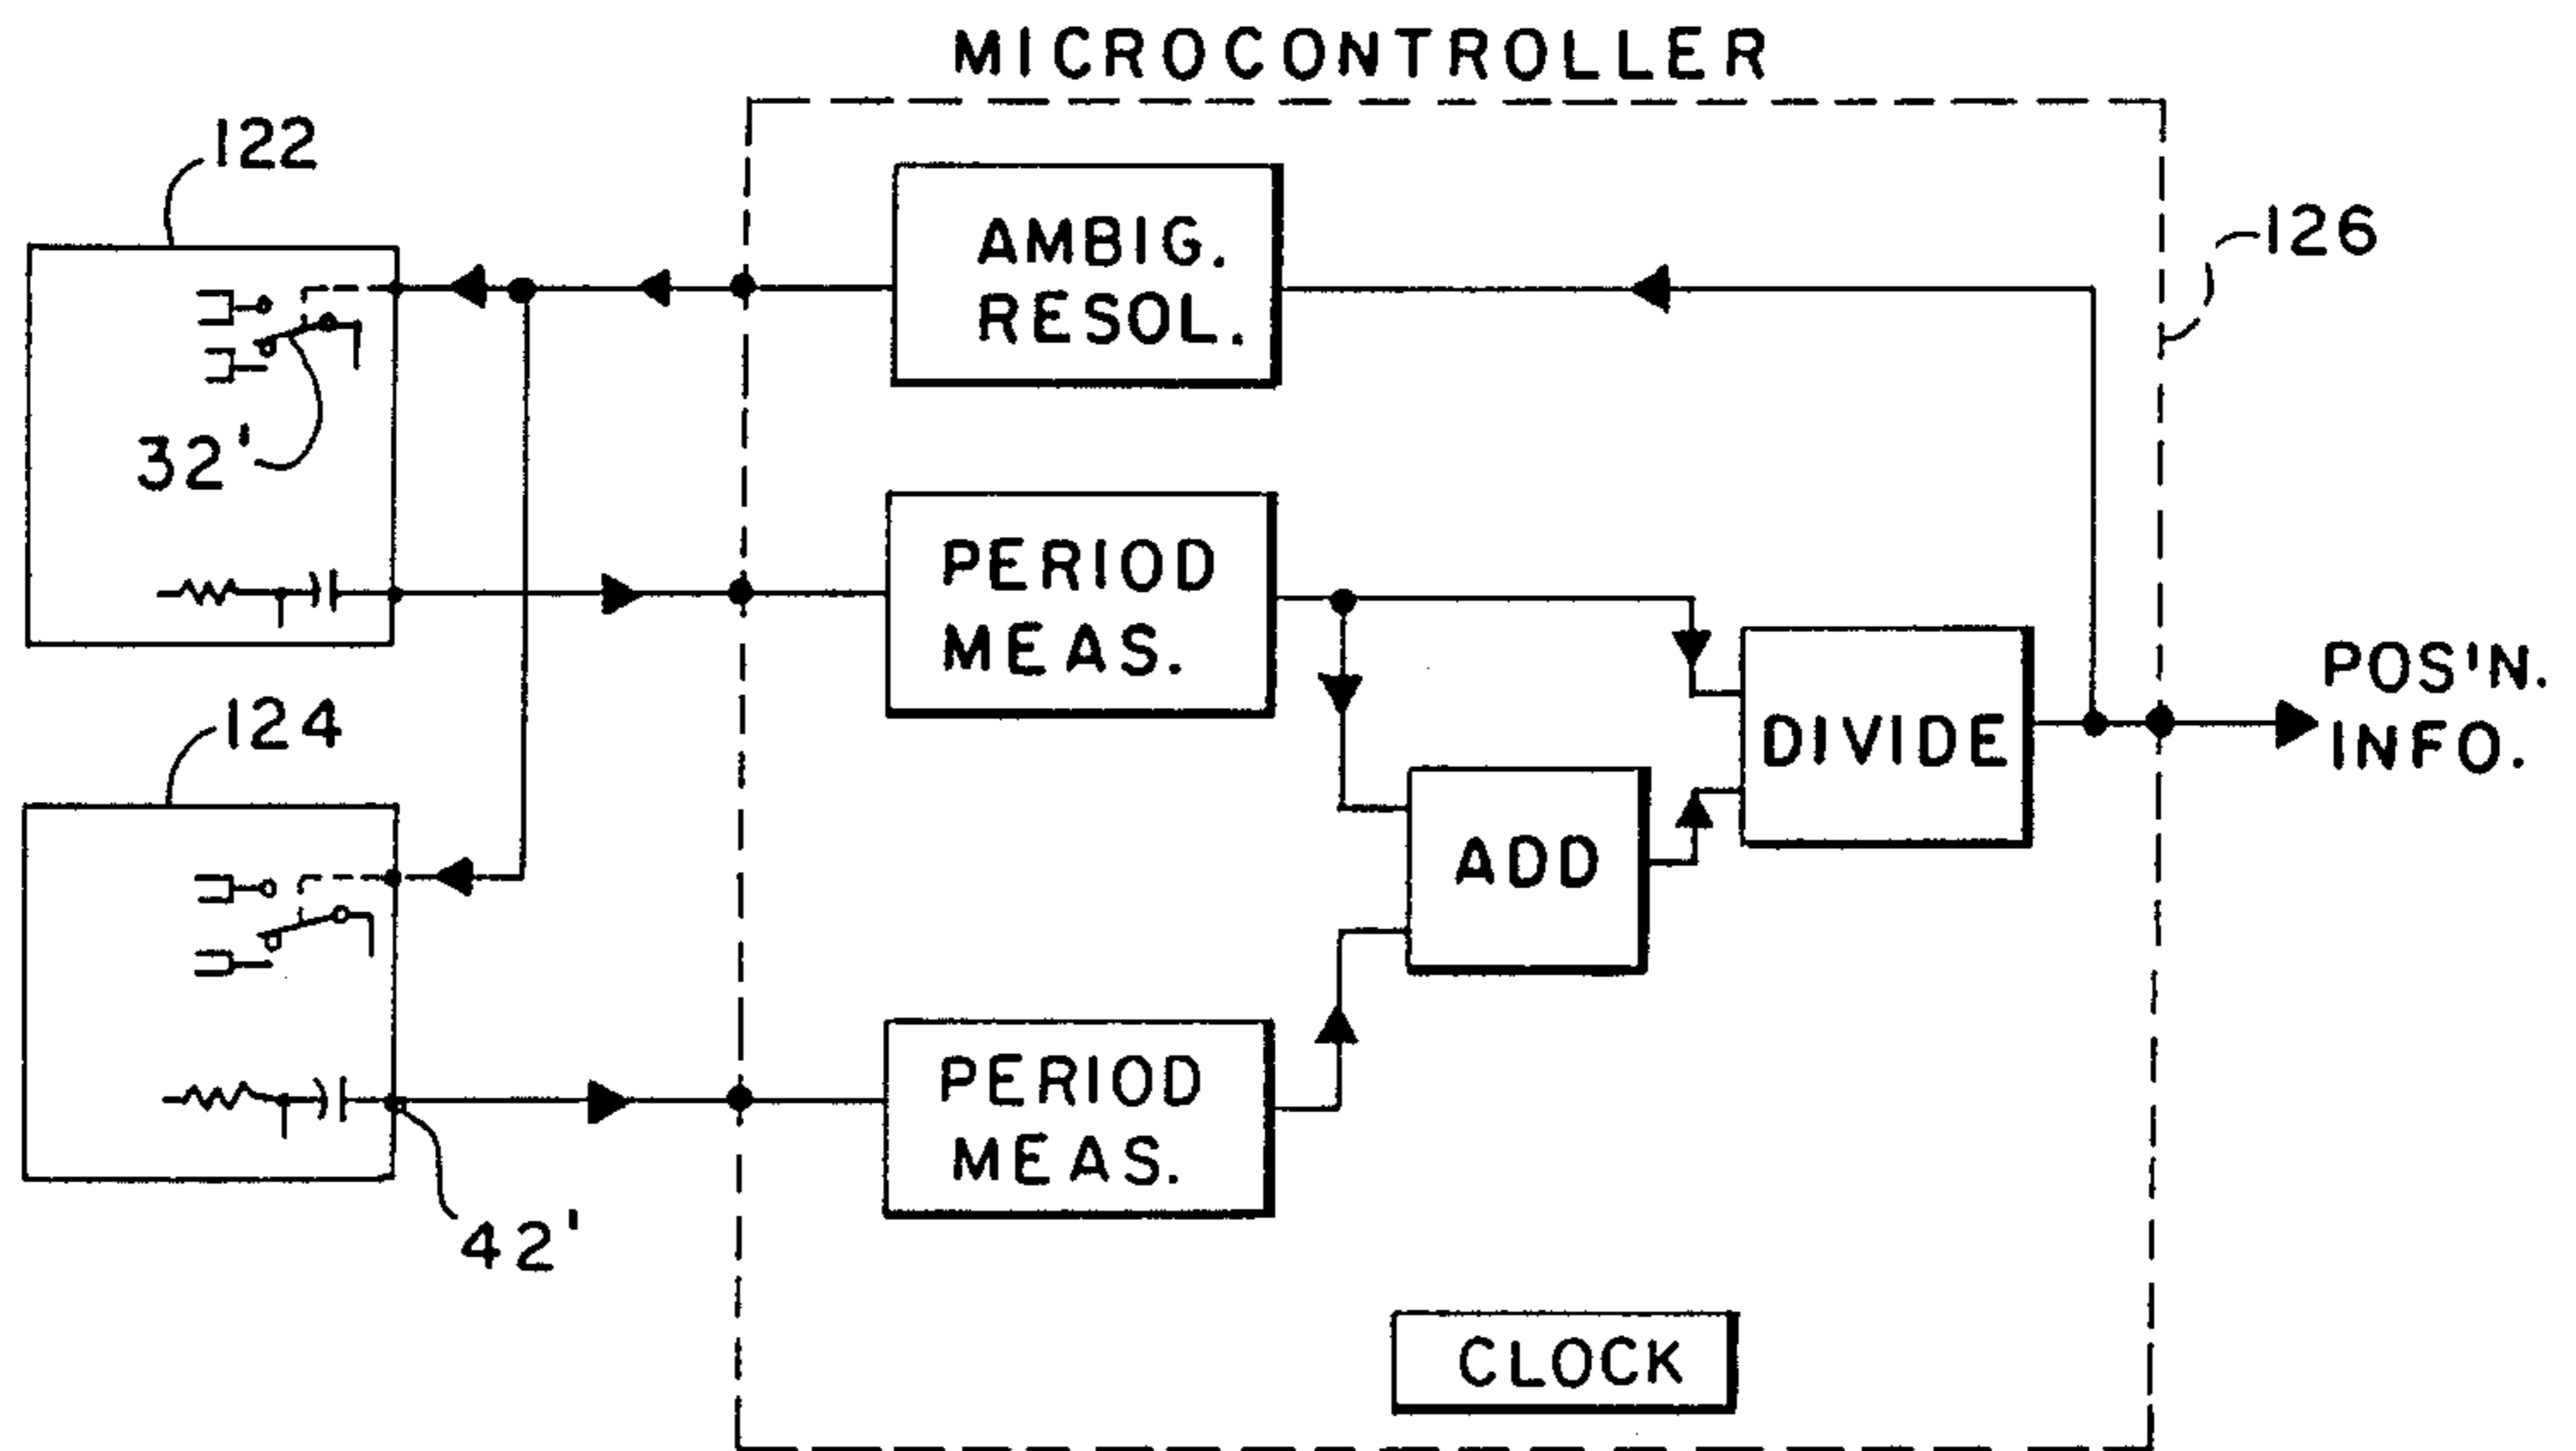 MICROCONTROLLER
122
AMBIG.
RESOL.
126
32'
PERIOD
MEAS.
POS'N.
INFO.
124
DIVIDE
ADD
PERIOD
MEAS.
42'
CLOCK